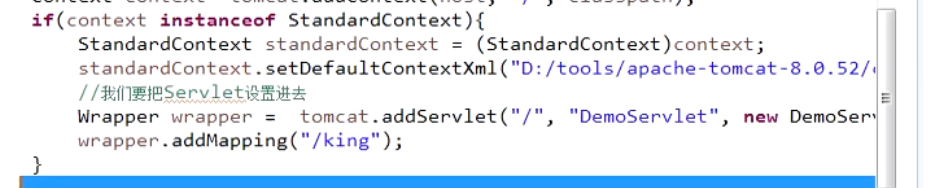 if(context instanceof StandardContext){
StandardContext standardContext = (StandardContext)context;
standardContext.setDefaultContextXml("D:/tools/apache-tomcat-8.0.52/
//我们要把Servlet设置进去
Wrapper wrapper = tomcat.addServlet("/", "DemoServlet", new DemoSer
wrapper.addMapping("/king");
}